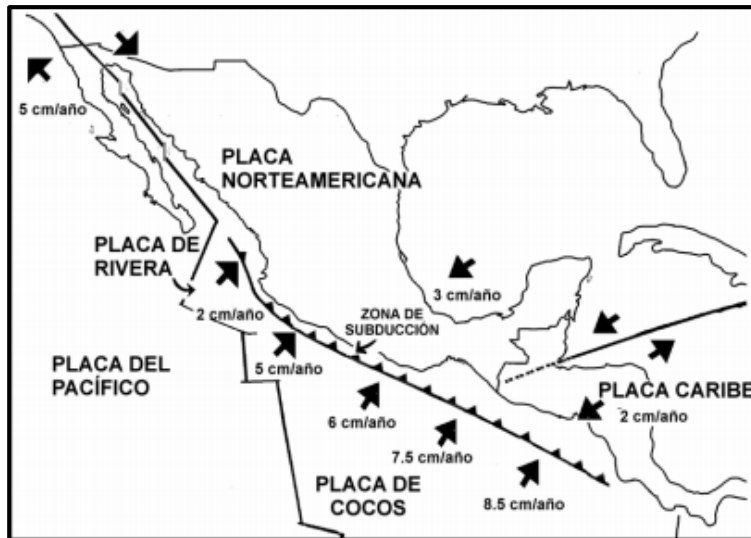 5 cm/año
PLACA
NORTEAMERICANA
PLACA DE
RIVERA
3 cm/año
2 cm/año
ZONA DE
SUBDUCCIÓN
PLACA DEL
PACÍFICO
5 cm/año
PLACA CARIBE
2 cm/año
6 cm/año
7.5 cm/año
PLACA DE
COCOS
8.5 cm/año